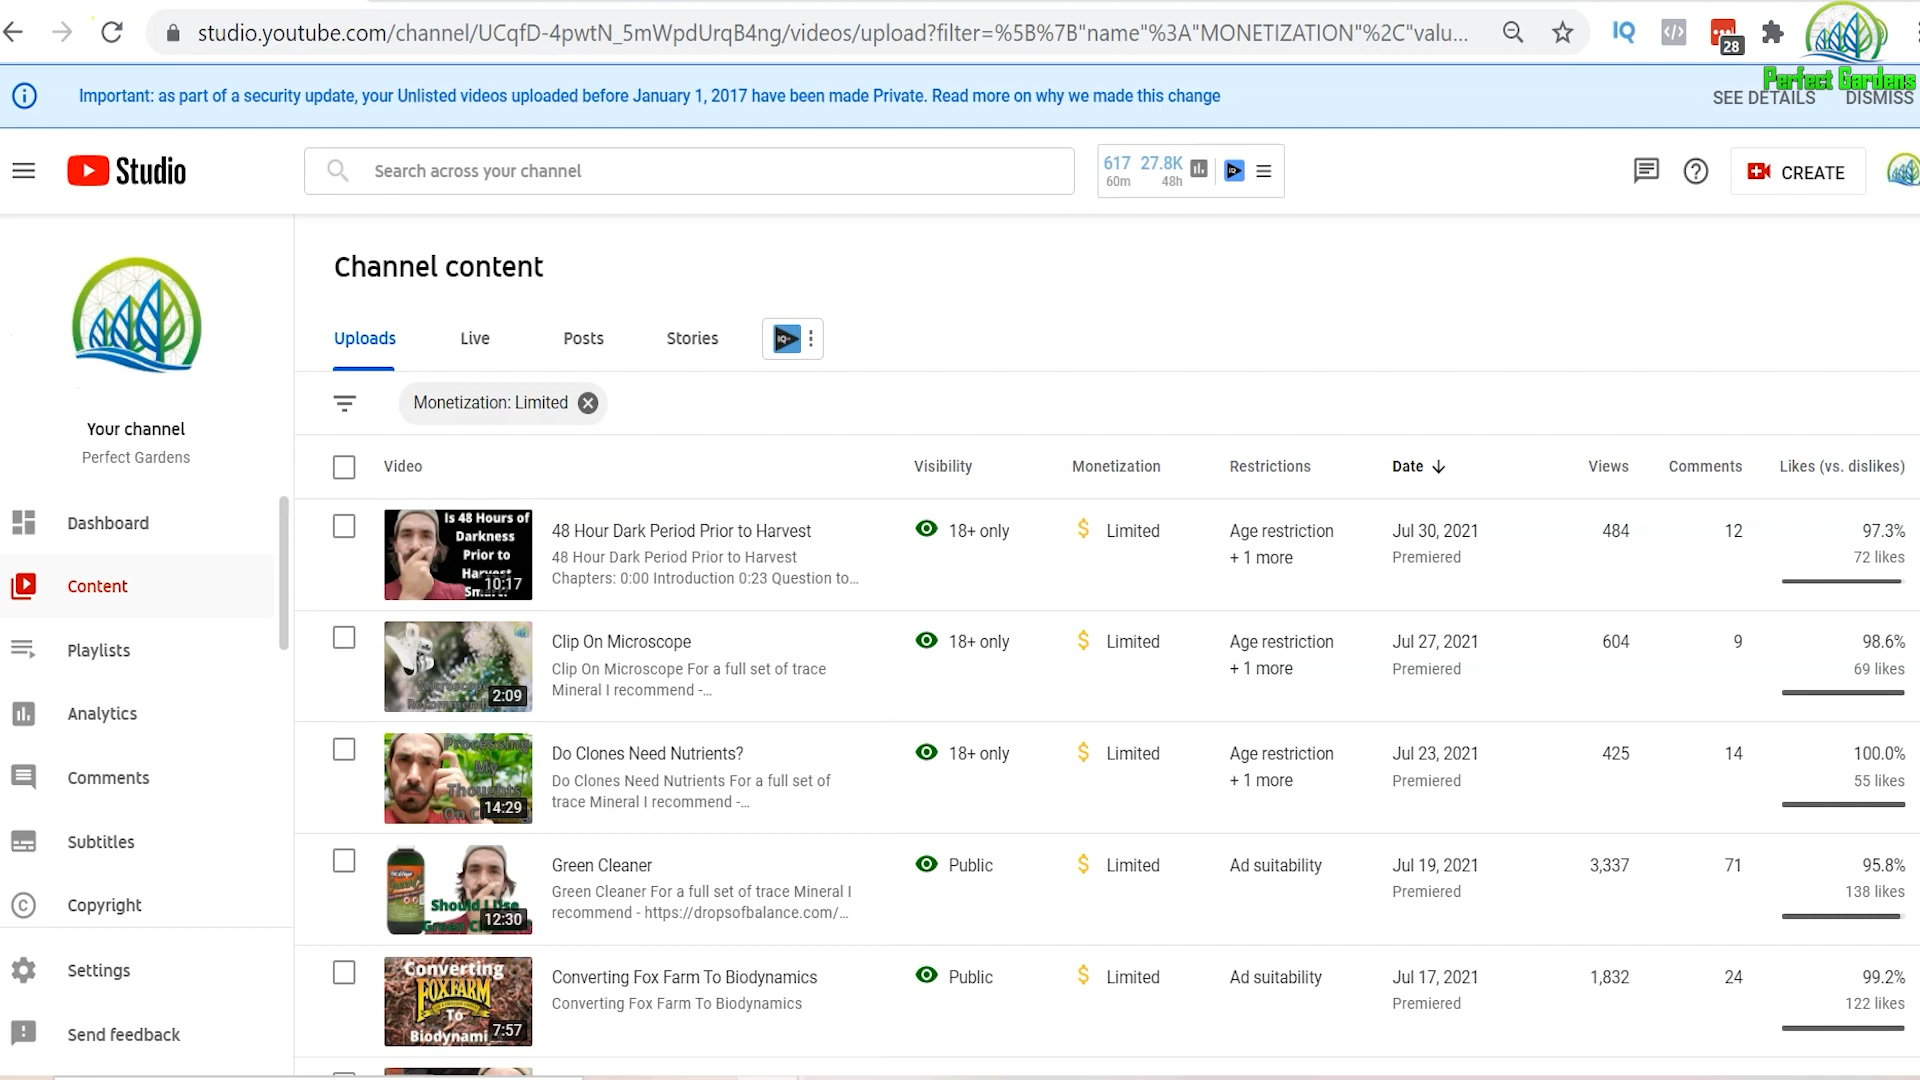 studio.youtube.com/channel/UCqfD-4pwtN_5mWpdUrqB4ng/videos/upload?filter=%5B%7B"name"%3A"MONETIZATION"%2C"valu...
28
Perfect Gardens
Important: as part of a security update, your Unlisted videos uploaded before January 1, 2017 have been made Private. Read more on why we made this change
SEE DETAILS DISMISS
Studio
Search across your channel
617 27.8K
60m 48h
CREATE
Your channel
Perfect Gardens
Dashboard
Content
Playlists
Analytics
Comments
Subtitles
Copyright
Settings
Send feedback
Channel content
Uploads Live Posts Stories
Monetization: Limited
Video Visibility Monetization Restrictions Date Views Comments Likes (vs. dislikes)
Is 48 Hours of
Darkness
Prior to
Harvest
10:17
48 Hour Dark Period Prior to Harvest 18+ only Limited Age restriction Jul 30, 2021 484 12 97.3%
48 Hour Dark Period Prior to Harvest + 1 more Premiered 72 likes
Chapters: 0:00 Introduction 0:23 Question to...
2:09
Clip On Microscope 18+ only Limited Age restriction Jul 27, 2021 604 9 98.6%
Clip On Microscope For a full set of trace + 1 more Premiered 69 likes
Mineral I recommend -...
Processing
My
Thoughts
14:29
Do Clones Need Nutrients? 18+ only Limited Age restriction Jul 23, 2021 425 14 100.0%
Do Clones Need Nutrients For a full set of + 1 more Premiered 55 likes
trace Mineral I recommend -...
Should I Use
12:30
Green Cleaner Public Limited Ad suitability Jul 19, 2021 3,337 71 95.8%
Green Cleaner For a full set of trace Mineral I Premiered 138 likes
recommend - https://dropsofbalance.com/...
Converting
FOXFARM
To
Biodynami
7:57
Converting Fox Farm To Biodynamics Public Limited Ad suitability Jul 17, 2021 1,832 24 99.2%
Converting Fox Farm To Biodynamics Premiered 122 likes